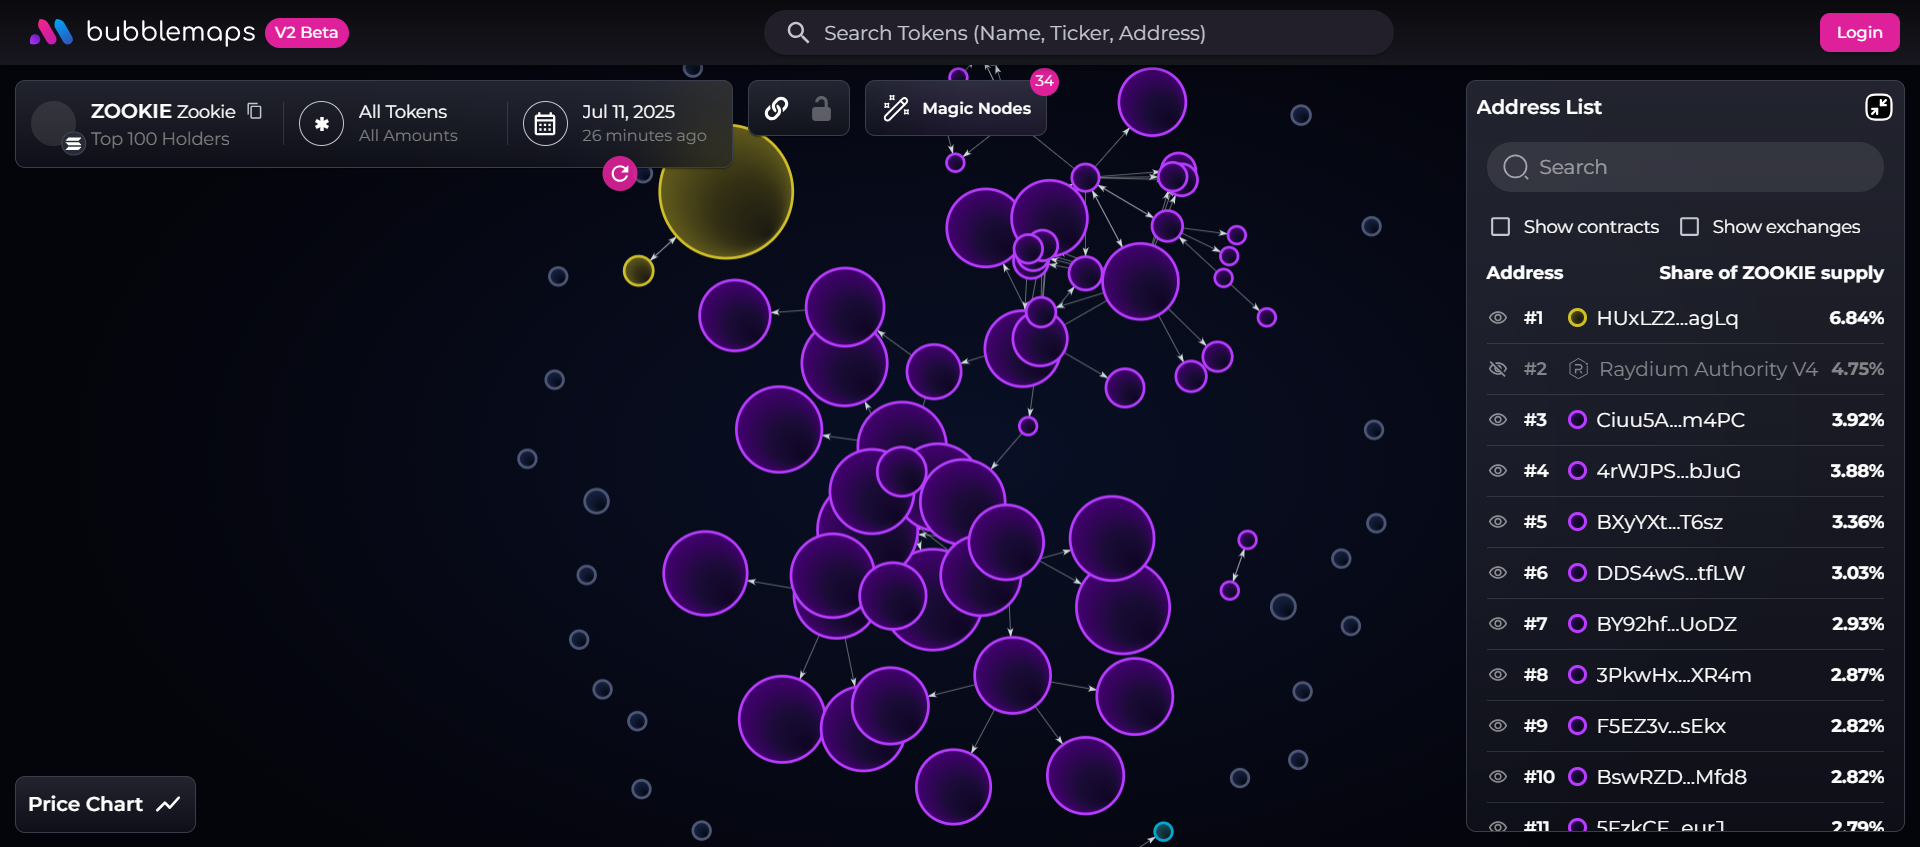 bubblemaps V2 Beta
Search Tokens (Name, Ticker, Address)
Login
ZOOKIE Zookie
Top 100 Holders
All Tokens
All Amounts
Jul 11, 2025
26 minutes ago
Magic Nodes
34
Address List
Search
Show contracts Show exchanges
Address Share of ZOOKIE supply
#1 HUxLZ2...agLq 6.84%
#2 Raydium Authority V4 4.75%
#3 Ciuu5A...m4PC 3.92%
#4 4rWJPS...bJuG 3.88%
#5 BXyYXt...T6sz 3.36%
#6 DDS4wS...tfLW 3.03%
#7 BY92hf...UoDZ 2.93%
#8 3PkwHx...XR4m 2.87%
#9 F5EZ3v...sEkx 2.82%
#10 BswRZD...Mfd8 2.82%
#11 2.79%
Price Chart